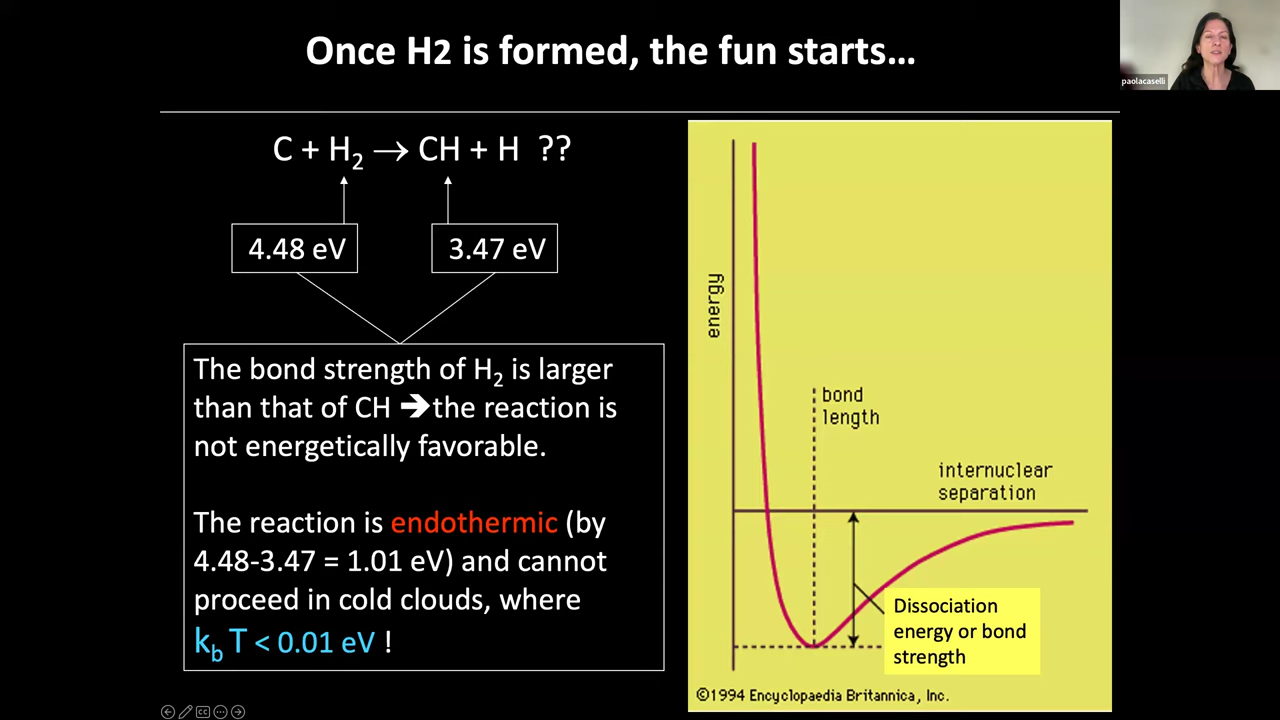 Once H2 is formed, the fun starts...
paolacaselli
C + H₂ → CH + H ??
4.48 eV
3.47 eV
The bond strength of H₂ is larger
than that of CH ➔the reaction is
not energetically favorable.
The reaction is endothermic (by
4.48-3.47 = 1.01 eV) and cannot
proceed in cold clouds, where
k_b T < 0.01 eV !
energy
bond
length
internuclear
separation
Dissociation
energy or bond
strength
©1994 Encyclopaedia Britannica, Inc.